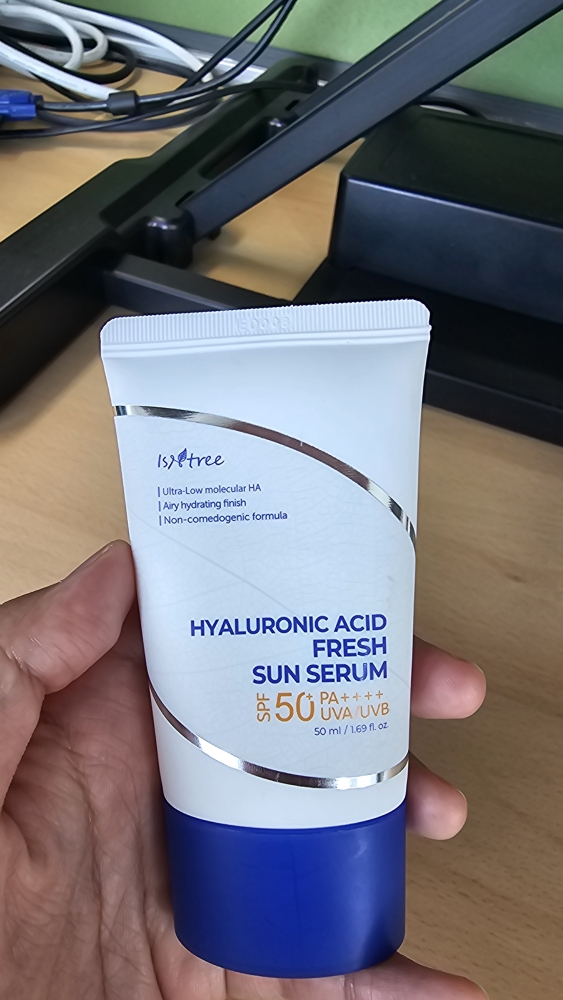 Isntree
Ultra-Low molecular HA
Airy hydrating finish
Non-comedogenic formula
HYALURONIC ACID
FRESH
SUN SERUM
SPF 50+ PA++++
UVA/UVB
50 ml / 1.69 fl. oz.